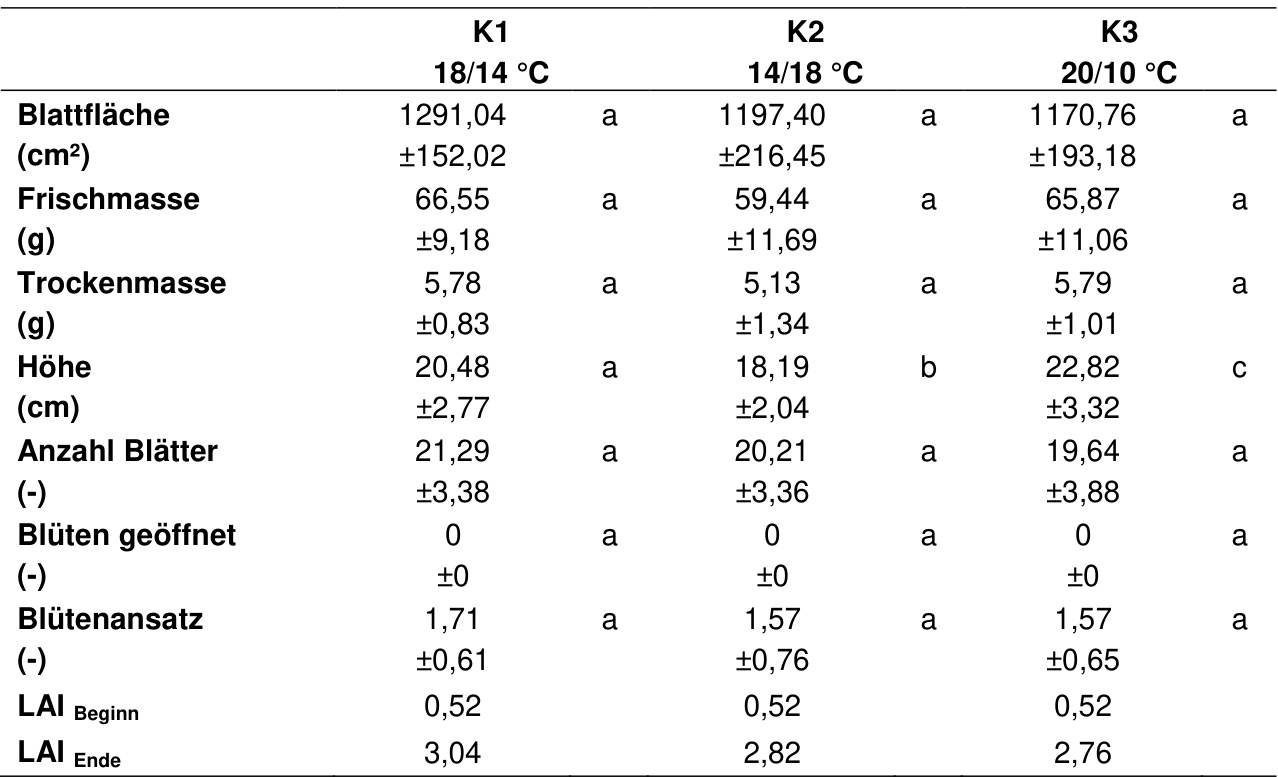 K1 K2 K3
18/14 °C 14/18 °C 20/10 °C
Blattfläche 1291,04 a 1197,40 a 1170,76 a
(cm²) ±152,02 ±216,45 ±193,18
Frischmasse 66,55 a 59,44 a 65,87 a
(g) ±9,18 ±11,69 ±11,06
Trockenmasse 5,78 a 5,13 a 5,79 a
(g) ±0,83 ±1,34 ±1,01
Höhe 20,48 a 18,19 b 22,82 c
(cm) ±2,77 ±2,04 ±3,32
Anzahl Blätter 21,29 a 20,21 a 19,64 a
(-) ±3,38 ±3,36 ±3,88
Blüten geöffnet 0 a 0 a 0 a
(-) ±0 ±0 ±0
Blütenansatz 1,71 a 1,57 a 1,57 a
(-) ±0,61 ±0,76 ±0,65
LAI Beginn 0,52 0,52 0,52
LAI Ende 3,04 2,82 2,76